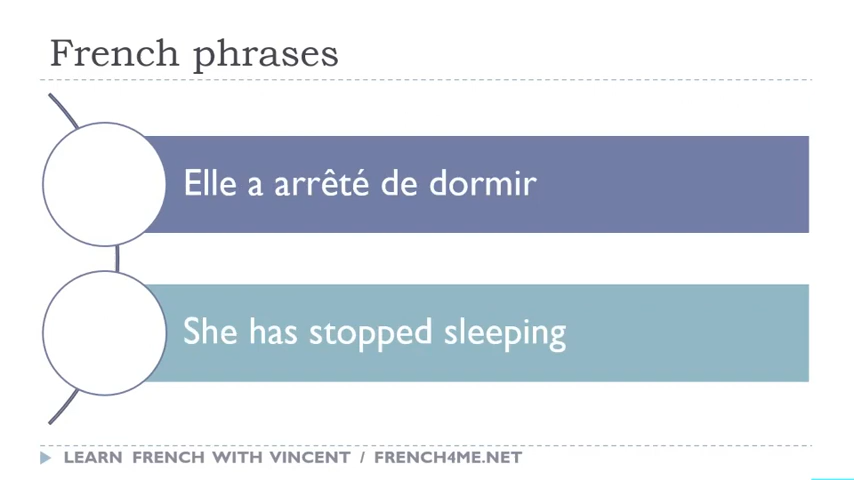 French phrases
Elle a arrêté de dormir
She has stopped sleeping
LEARN FRENCH WITH VINCENT / FRENCH4ME.NET